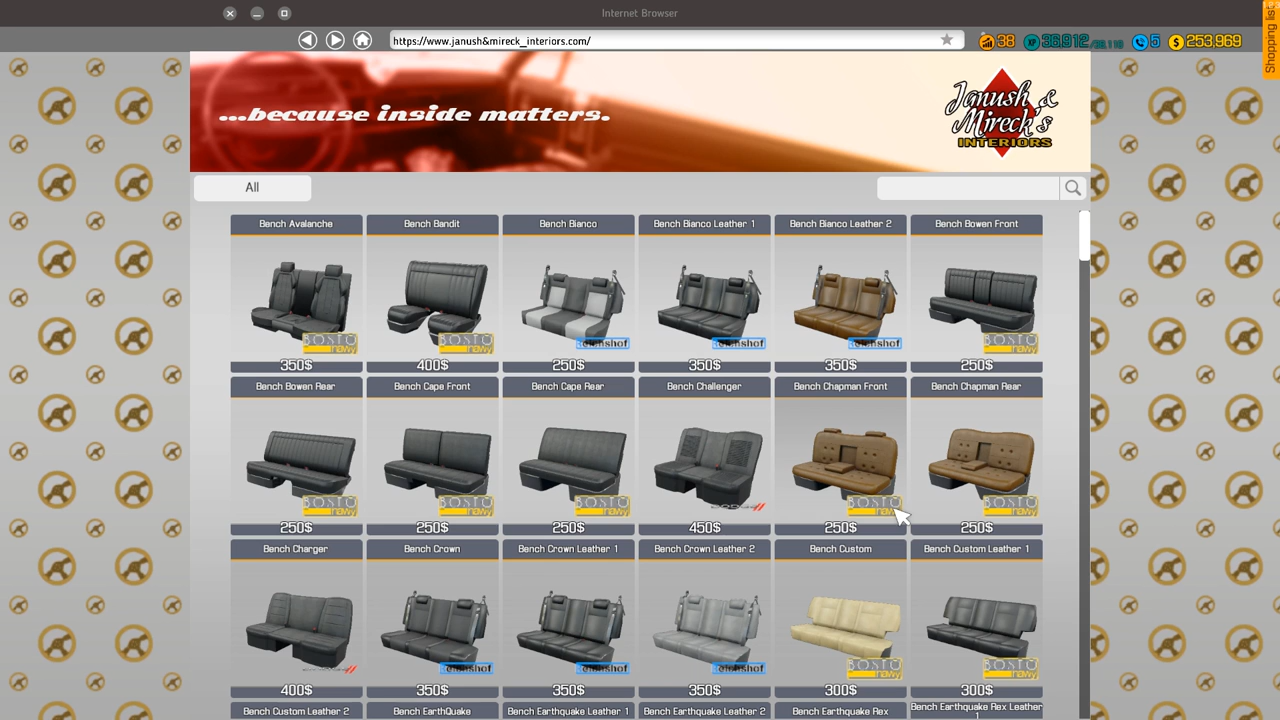 Internet Browser
https://www.janush&mireck_interiors.com/
38
XP 36,912/39,110
5
$ 253,969
Shopping list
...because inside matters.
Janush &
Mireck's
INTERIORS
All
Bench Avalanche
Bench Bandit
Bench Bianco
Bench Bianco Leather 1
Bench Bianco Leather 2
Bench Bowen Front
350$
400$
250$
350$
350$
250$
Bench Bowen Rear
Bench Cape Front
Bench Cape Rear
Bench Challenger
Bench Chapman Front
Bench Chapman Rear
250$
250$
250$
450$
250$
250$
Bench Charger
Bench Crown
Bench Crown Leather 1
Bench Crown Leather 2
Bench Custom
Bench Custom Leather 1
400$
350$
350$
350$
300$
300$
Bench Custom Leather 2
Bench EarthQuake
Bench Earthquake Leather 1
Bench Earthquake Leather 2
Bench Earthquake Rex
Bench Earthquake Rex Leather
1